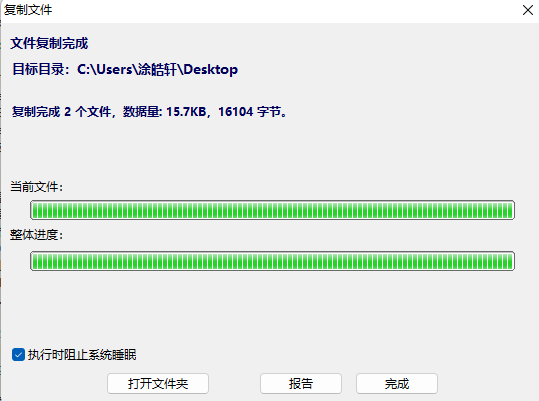 复制文件
文件复制完成
目标目录：C:\Users\涂皓轩\Desktop
复制完成 2 个文件，数据量: 15.7KB，16104 字节。
当前文件：
整体进度：
执行时阻止系统睡眠
打开文件夹 报告 完成